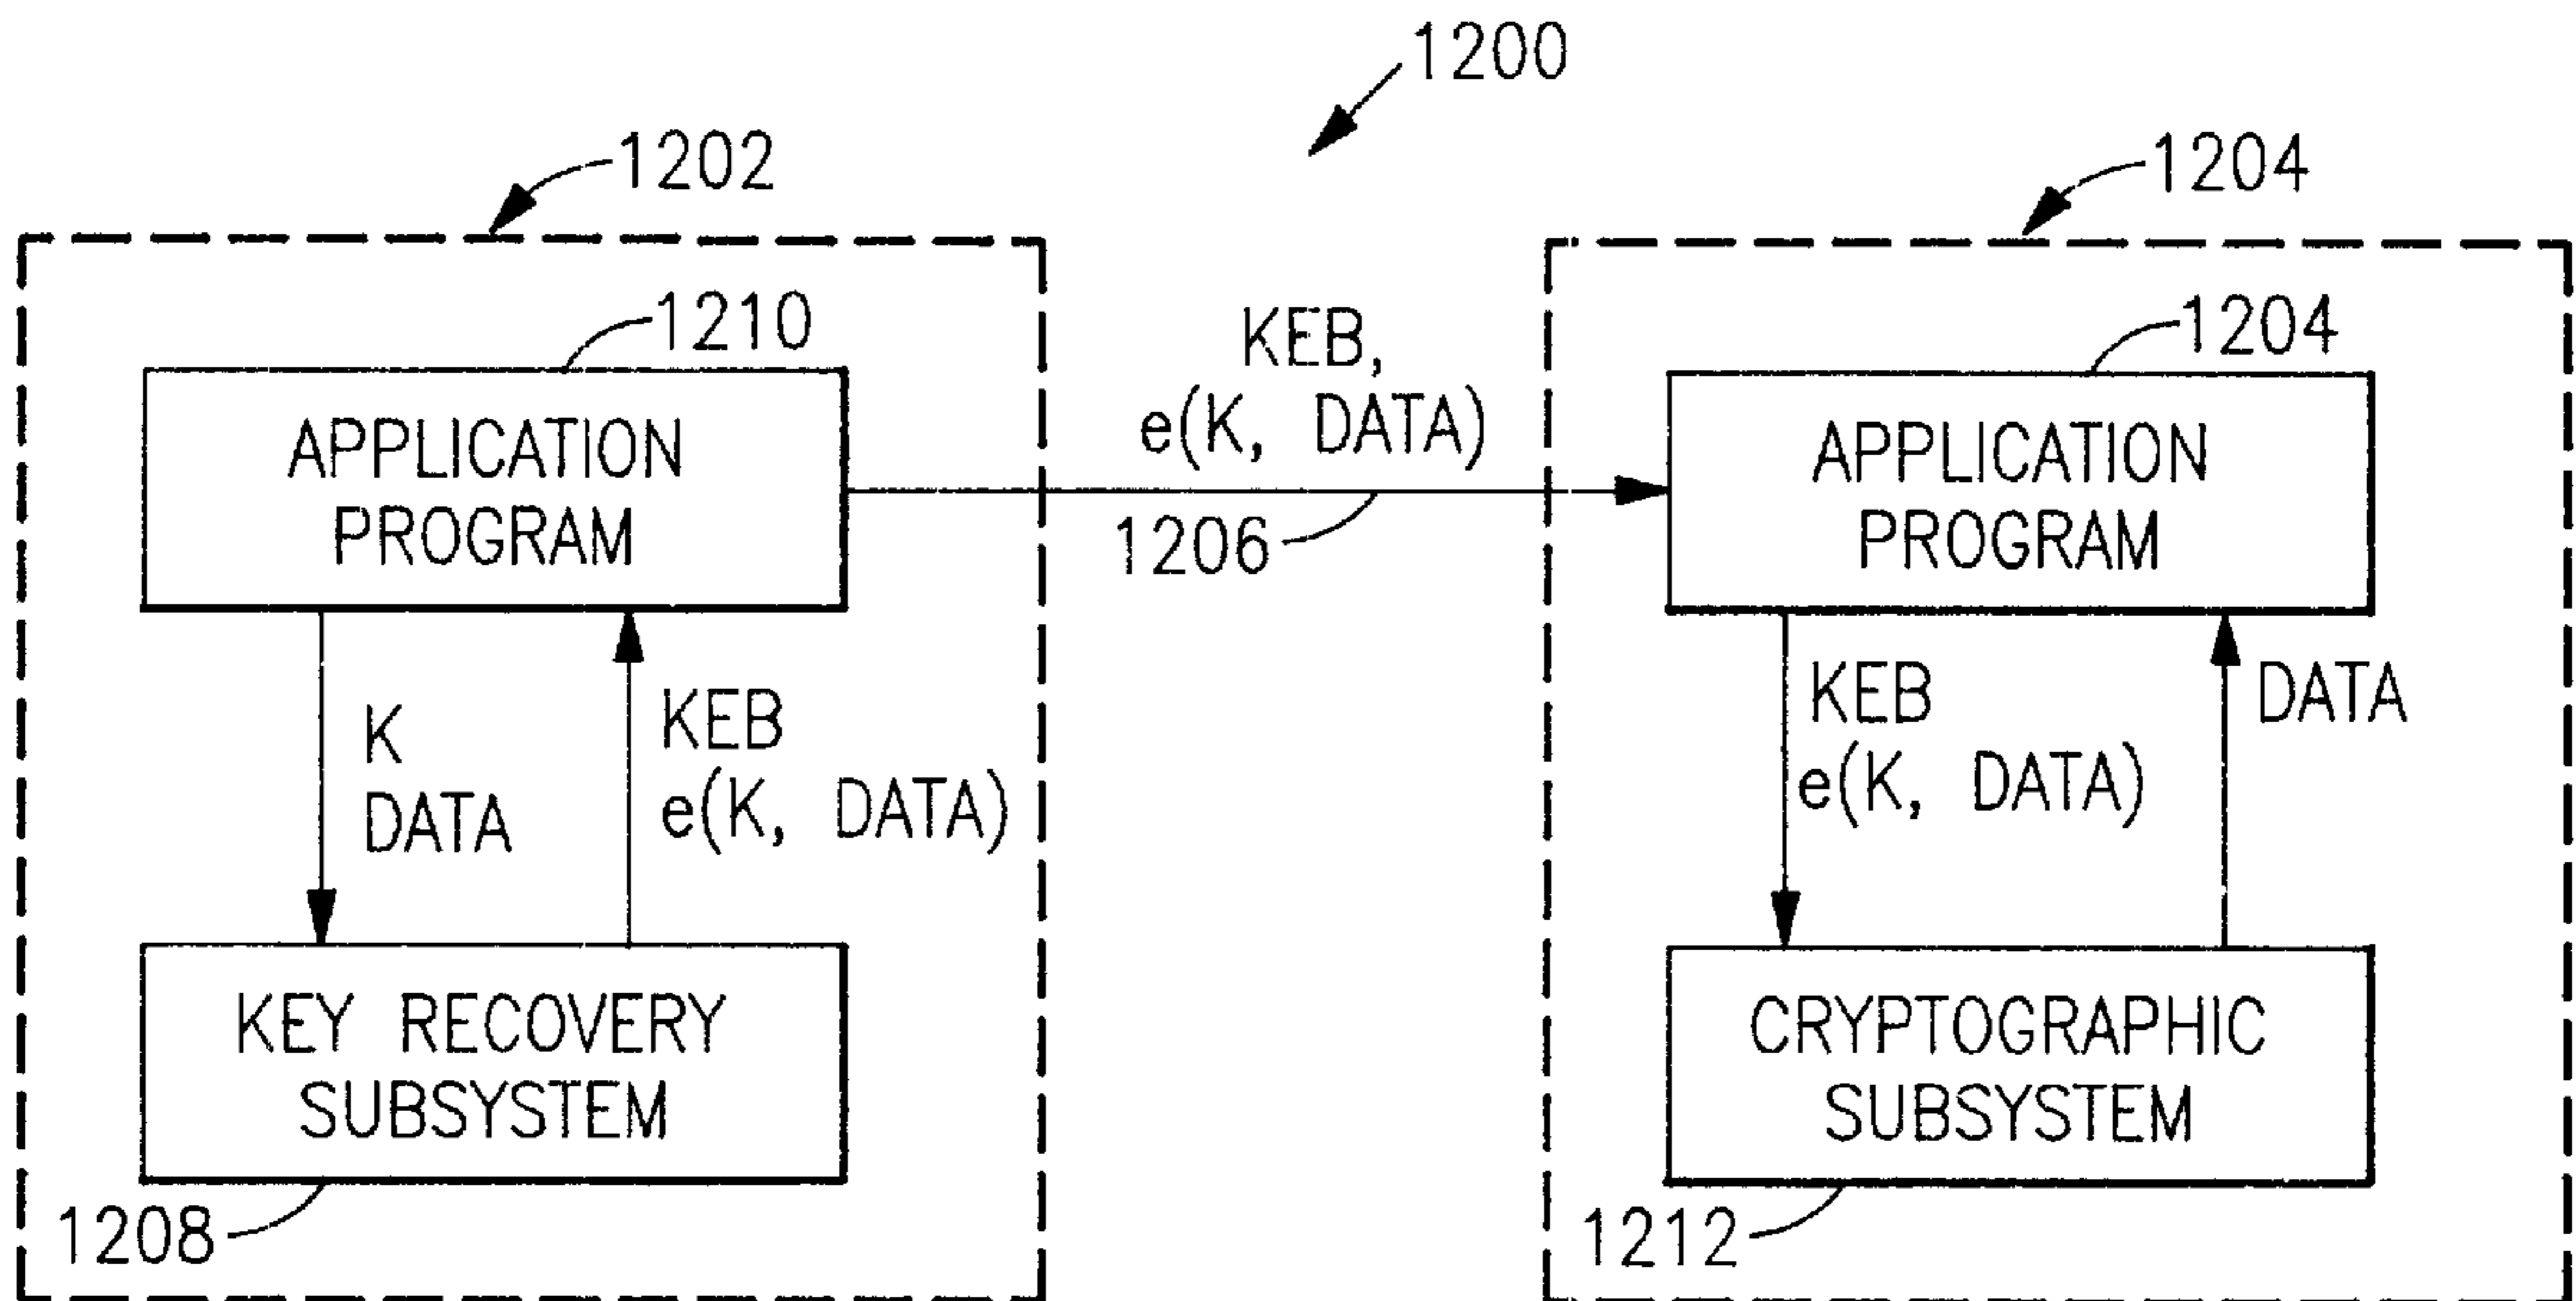 1200
1202
1204
1210
APPLICATION
PROGRAM
KEB,
e(K, DATA)
1206
1204
APPLICATION
PROGRAM
K
DATA
KEB
e(K, DATA)
KEB
e(K, DATA)
DATA
KEY RECOVERY
SUBSYSTEM
1208
CRYPTOGRAPHIC
SUBSYSTEM
1212